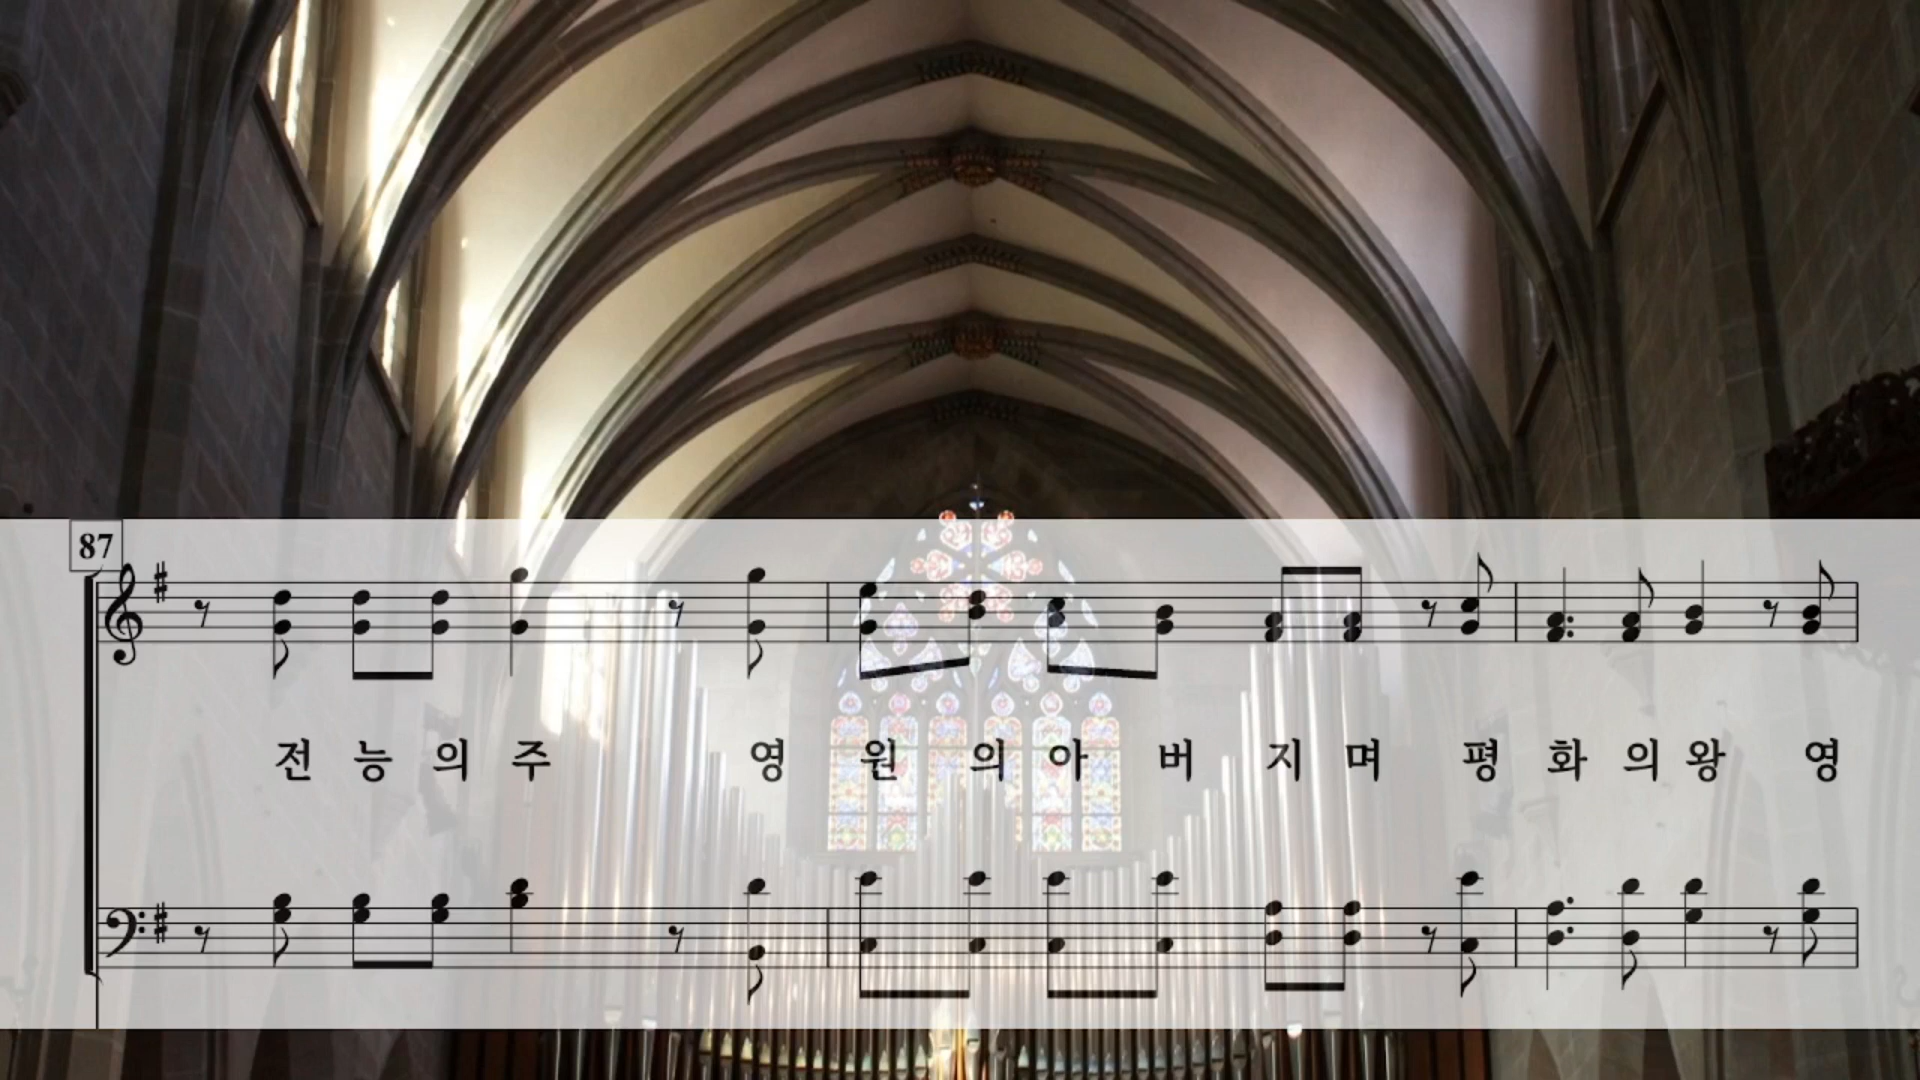 87
전 능 의 주 영 원 의 아 버 지 며 평 화 의 왕 영